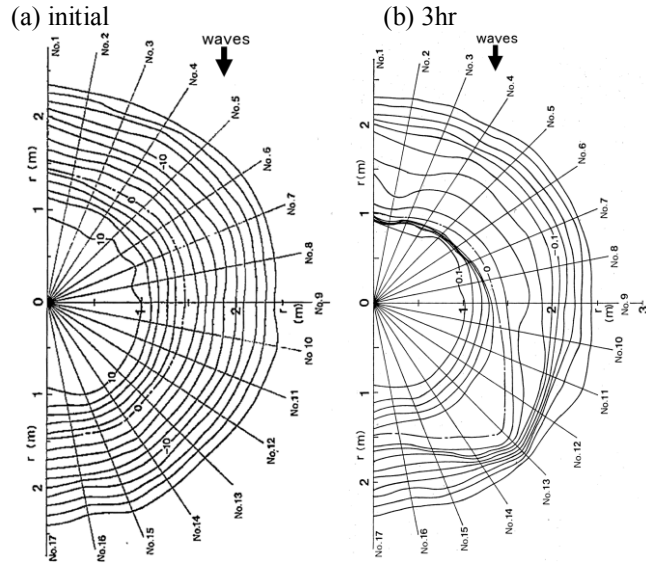 (a) initial
(b) 3hr
waves
No.1
No.2
No.3
No.4
No.5
No.6
No.7
No.8
No.9
No 10
No.11
No.12
No.13
No.14
No.15
No.16
No.17
r (m)
2
1
0
1
2
r (m)
1
2
r
(m)
10
0
-10
10
0
-10
waves
No.1
No.2
No.3
No.4
No.5
No.6
No.7
No.8
No.9
No.10
No.11
No.12
No.13
No.14
No.15
No.16
No.17
r (m)
2
1
0
1
2
r (m)
1
2
r
(m)
3
-0.1
0
-0.1